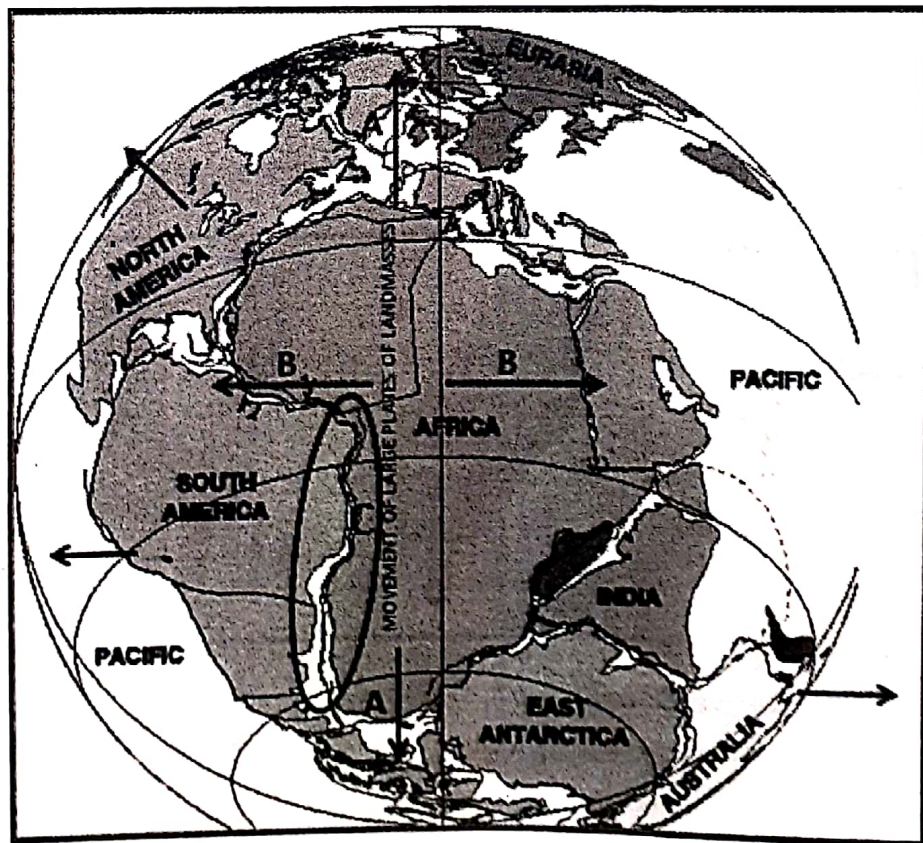 EURASIA
A
NORTH
AMERICA
MOVEMENT OF LARGE PLATES OF LANDMASSES
B
B
PACIFIC
AFRICA
SOUTH
AMERICA
C
INDIA
PACIFIC
A
EAST
ANTARCTICA
AUSTRALIA